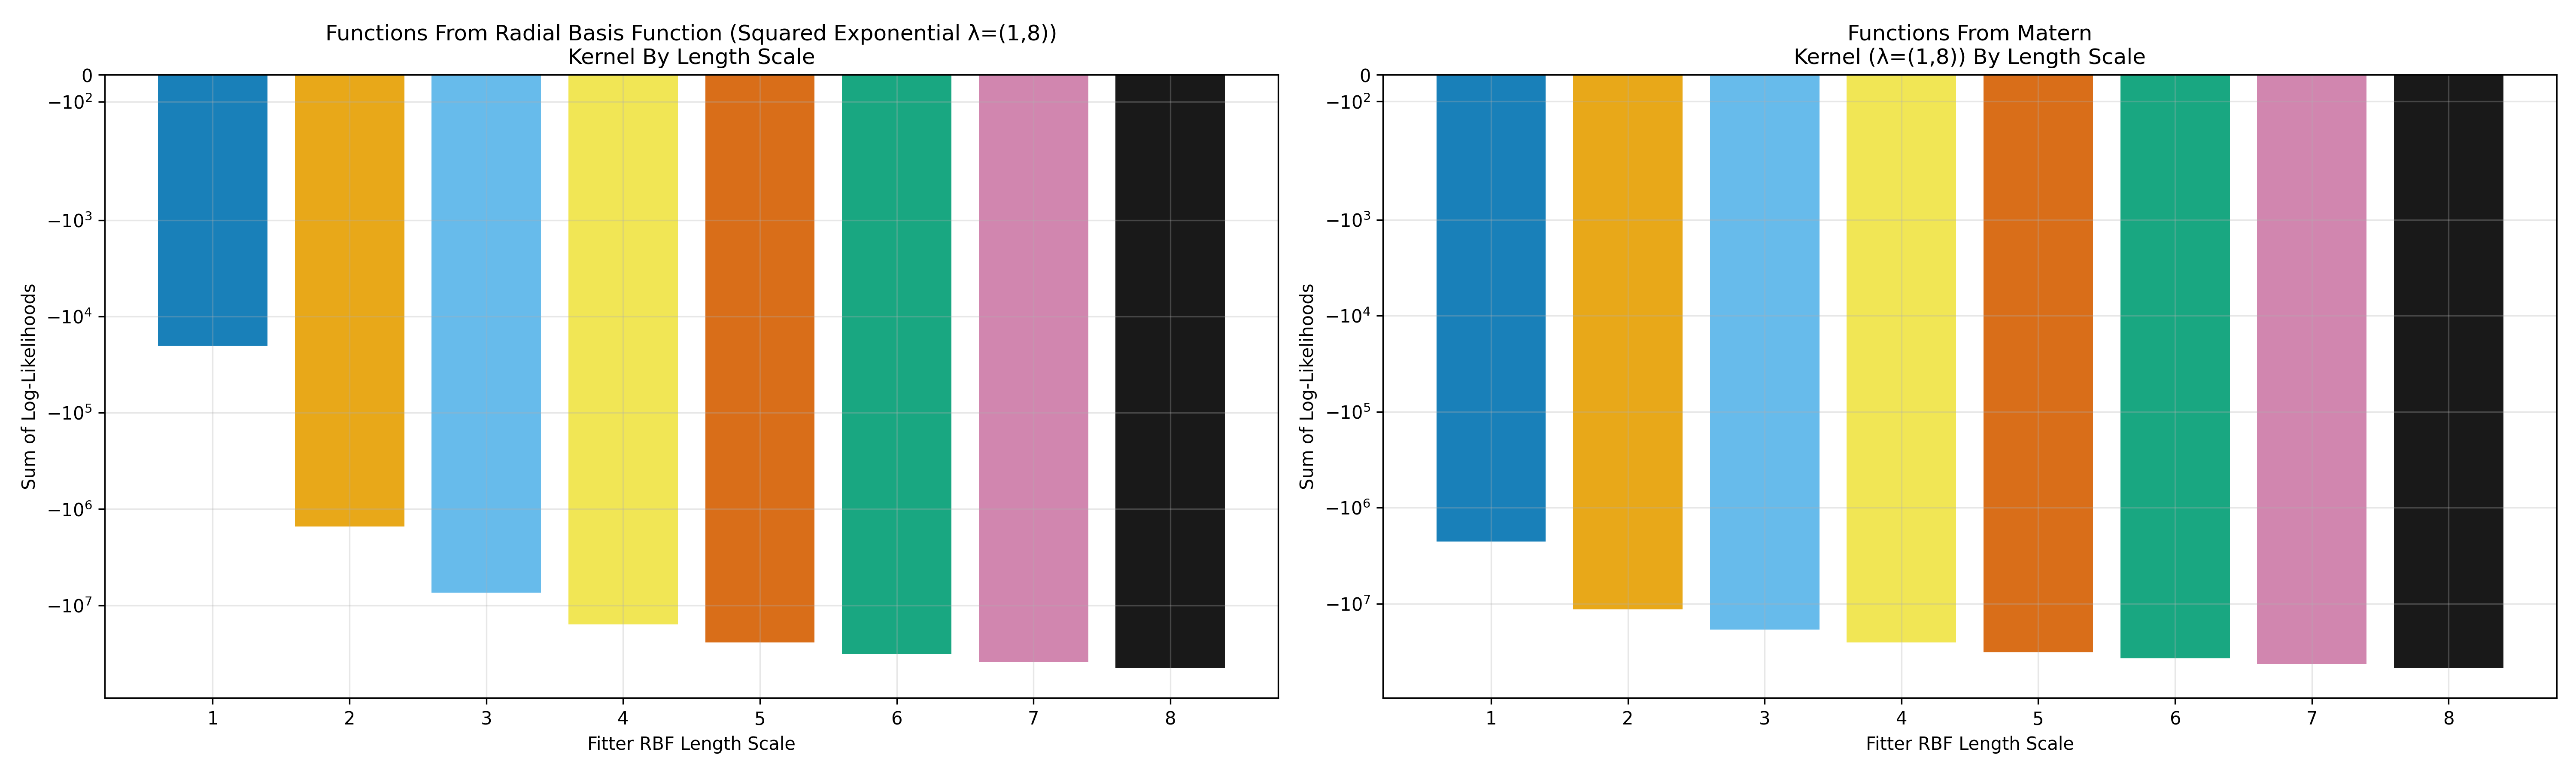 Functions From Radial Basis Function (Squared Exponential λ=(1,8))
Kernel By Length Scale
0
−10²
−10³
−10⁴
−10⁵
−10⁶
−10⁷
Sum of Log-Likelihoods
1 2 3 4 5 6 7 8
Fitter RBF Length Scale
Functions From Matern
Kernel (λ=(1,8)) By Length Scale
0
−10²
−10³
−10⁴
−10⁵
−10⁶
−10⁷
Sum of Log-Likelihoods
1 2 3 4 5 6 7 8
Fitter RBF Length Scale